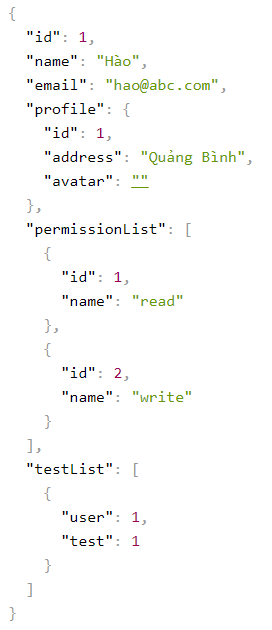 {
  "id": 1,
  "name": "Hào",
  "email": "hao@abc.com",
  "profile": {
    "id": 1,
    "address": "Quảng Bình",
    "avatar": ""
  },
  "permissionList": [
    {
      "id": 1,
      "name": "read"
    },
    {
      "id": 2,
      "name": "write"
    }
  ],
  "testList": [
    {
      "user": 1,
      "test": 1
    }
  ]
}